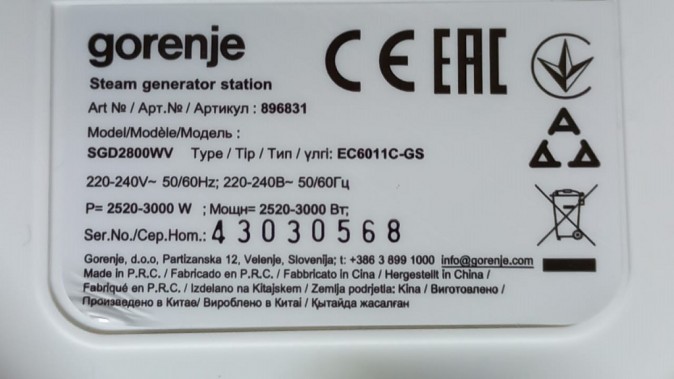 gorenje
CE EAC
Steam generator station
Art № / Арт.№ / Артикул : 896831
Model/Modèle/Модель :
SGD2800WV Type / Tip / Тип / үлгі: EC6011C-GS
220-240V~ 50/60Hz; 220-240В~ 50/60Гц
P= 2520-3000 W ; Мощн= 2520-3000 Вт;
Ser.No./Сер.Ном.: 43030568
Gorenje, d.o.o, Partizanska 12, Velenje, Slovenija; t: +386 3 899 1000 info@gorenje.com
Made in P.R.C. / Fabricado en P.R.C. / Fabbricato in Cina / Hergestellt in China /
Fabriqué en P.R.C. / Izdelano na Kitajskem / Zemlja podrjetla: Kina / Виготовлено /
Произведено в Китае/ Вироблено в Китаї / Қытайда жасалған